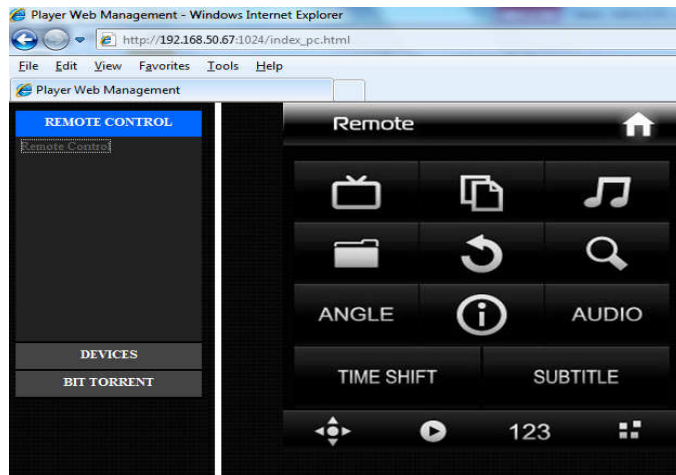 Player Web Management - Windows Internet Explorer
http://192.168.50.67:1024/index_pc.html
File Edit View Favorites Tools Help
Player Web Management
REMOTE CONTROL
Remote Control
DEVICES
BIT TORRENT
Remote
ANGLE AUDIO
TIME SHIFT SUBTITLE
123